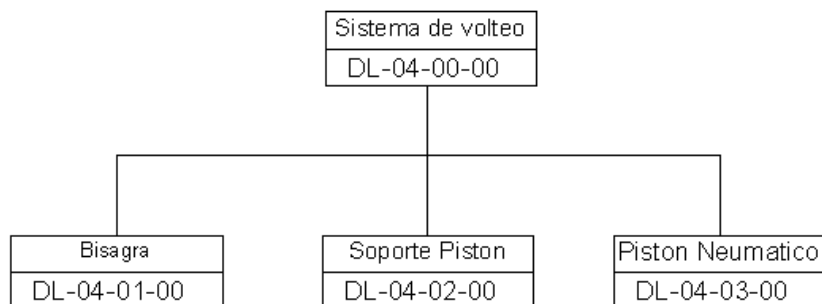 Sistema de volteo
DL-04-00-00
Bisagra
DL-04-01-00
Soporte Piston
DL-04-02-00
Piston Neumatico
DL-04-03-00